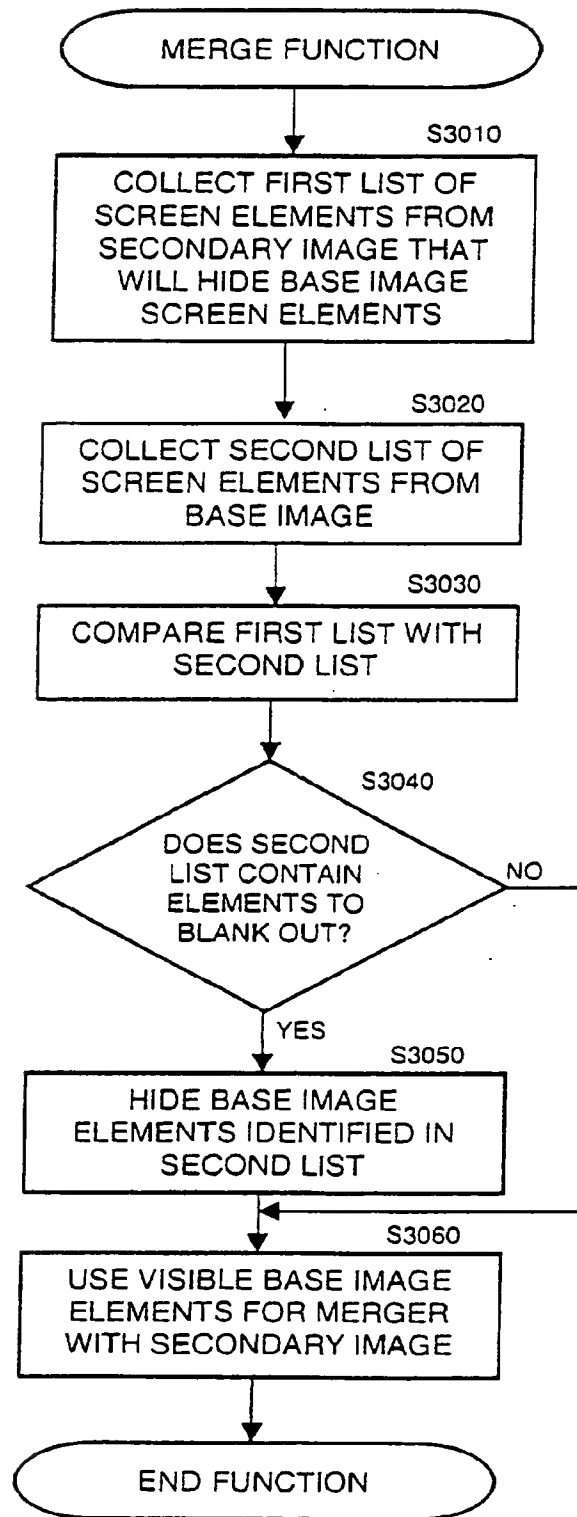 MERGE FUNCTION
S3010
COLLECT FIRST LIST OF
SCREEN ELEMENTS FROM
SECONDARY IMAGE THAT
WILL HIDE BASE IMAGE
SCREEN ELEMENTS
S3020
COLLECT SECOND LIST OF
SCREEN ELEMENTS FROM
BASE IMAGE
S3030
COMPARE FIRST LIST WITH
SECOND LIST
S3040
DOES SECOND
LIST CONTAIN
ELEMENTS TO
BLANK OUT?
NO
YES
S3050
HIDE BASE IMAGE
ELEMENTS IDENTIFIED IN
SECOND LIST
S3060
USE VISIBLE BASE IMAGE
ELEMENTS FOR MERGER
WITH SECONDARY IMAGE
END FUNCTION